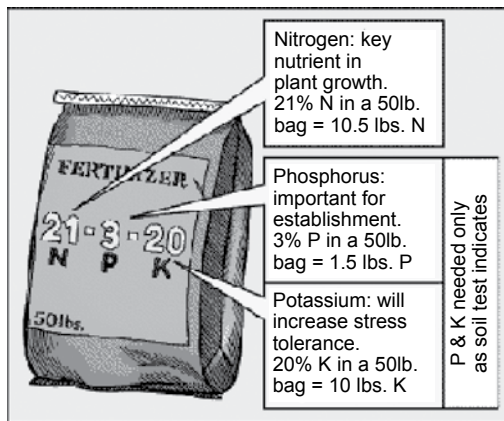 Nitrogen: key
nutrient in
plant growth.
21% N in a 50lb.
bag = 10.5 lbs. N
FERTILIZER
21-3-20
N P K
50lbs.
Phosphorus:
important for
establishment.
3% P in a 50lb.
bag = 1.5 lbs. P
Potassium: will
increase stress
tolerance.
20% K in a 50lb.
bag = 10 lbs. K
P & K needed only
as soil test indicates